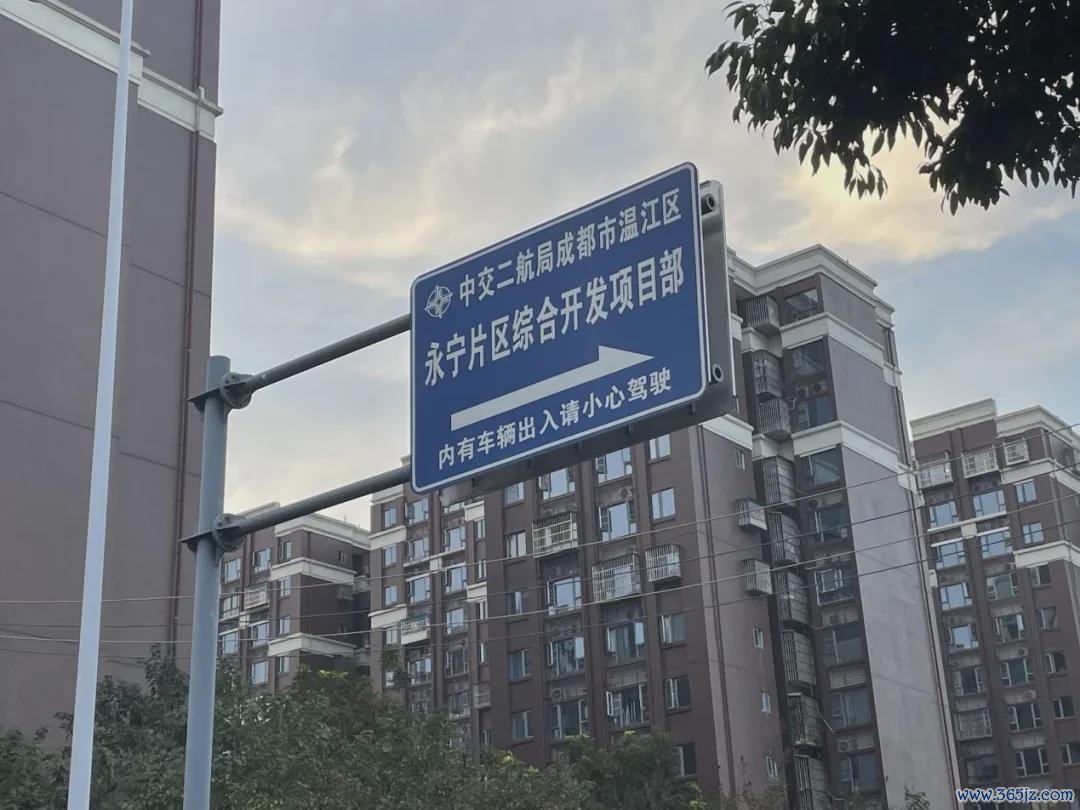 中交二航局成都市温江区
永宁片区综合开发项目部
内有车辆出入请小心驾驶
www.365jz.com